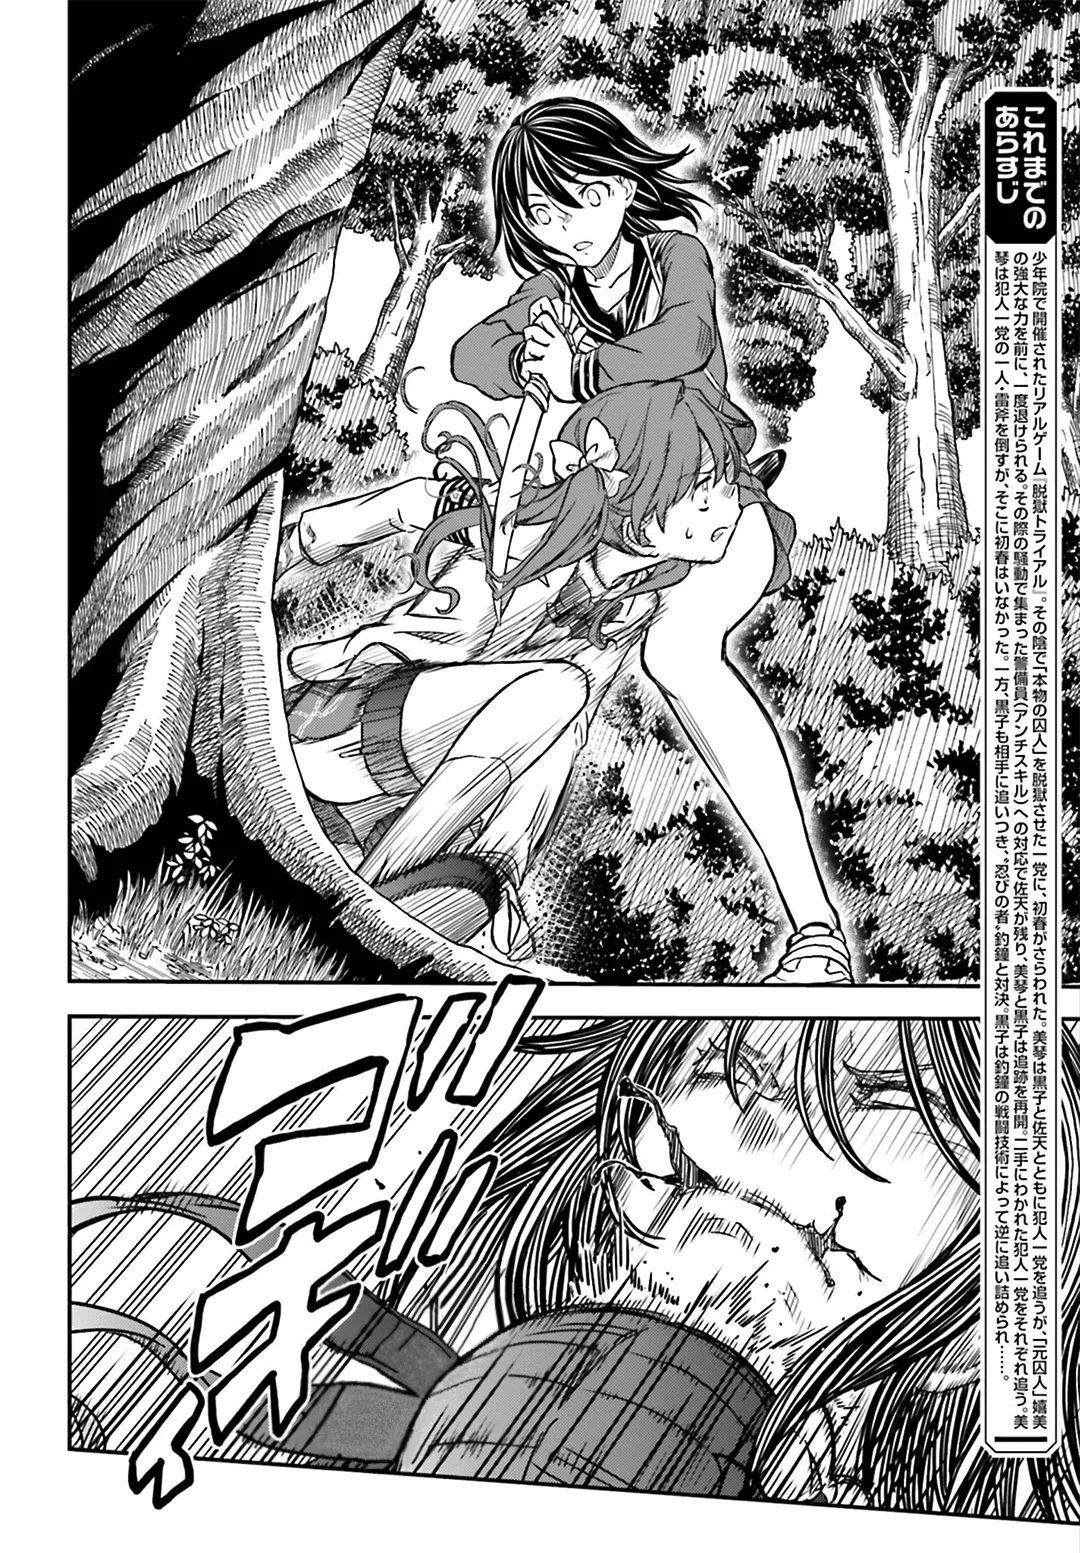 これまでの
あらすじ
少年院で開催されたリアルゲーム『脱獄トライアル』。その陰で「本物の囚人」を脱獄させた一党に、初春がさらわれた。美琴は黒子と佐天とともに犯人一党を追うが、「元囚人」嬉美
の強大な力を前に、一度退けられる。その際の騒動で集まった警備員(アンチスキル)への対応で佐天が残り、美琴と黒子は追跡を再開。二手にわかれた犯人一党をそれぞれ追う。美
琴は犯人一党の一人・雷斧を倒すが、そこに初春はいなかった。一方、黒子も相手に追いつき、“忍びの者”釣鐘と対決。黒子は釣鐘の戦闘技術によって逆に追い詰められ……。